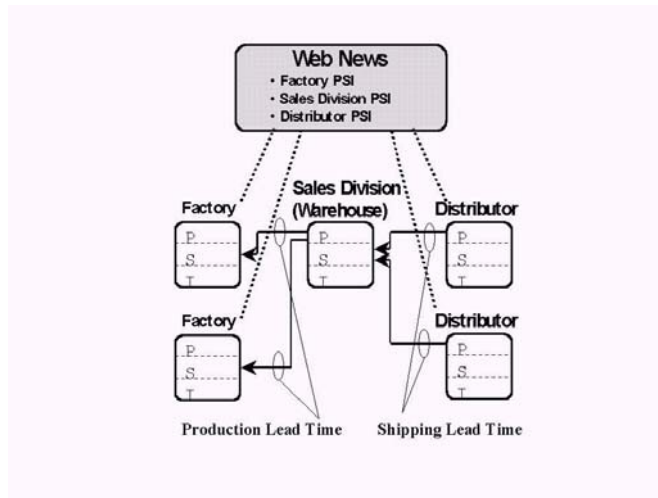 Web News
• Factory PSI
• Sales Division PSI
• Distributor PSI
Sales Division
(Warehouse)
Factory
Distributor
P
S
I
P
S
I
P
S
I
Factory
Distributor
P
S
I
P
S
I
Production Lead Time
Shipping Lead Time